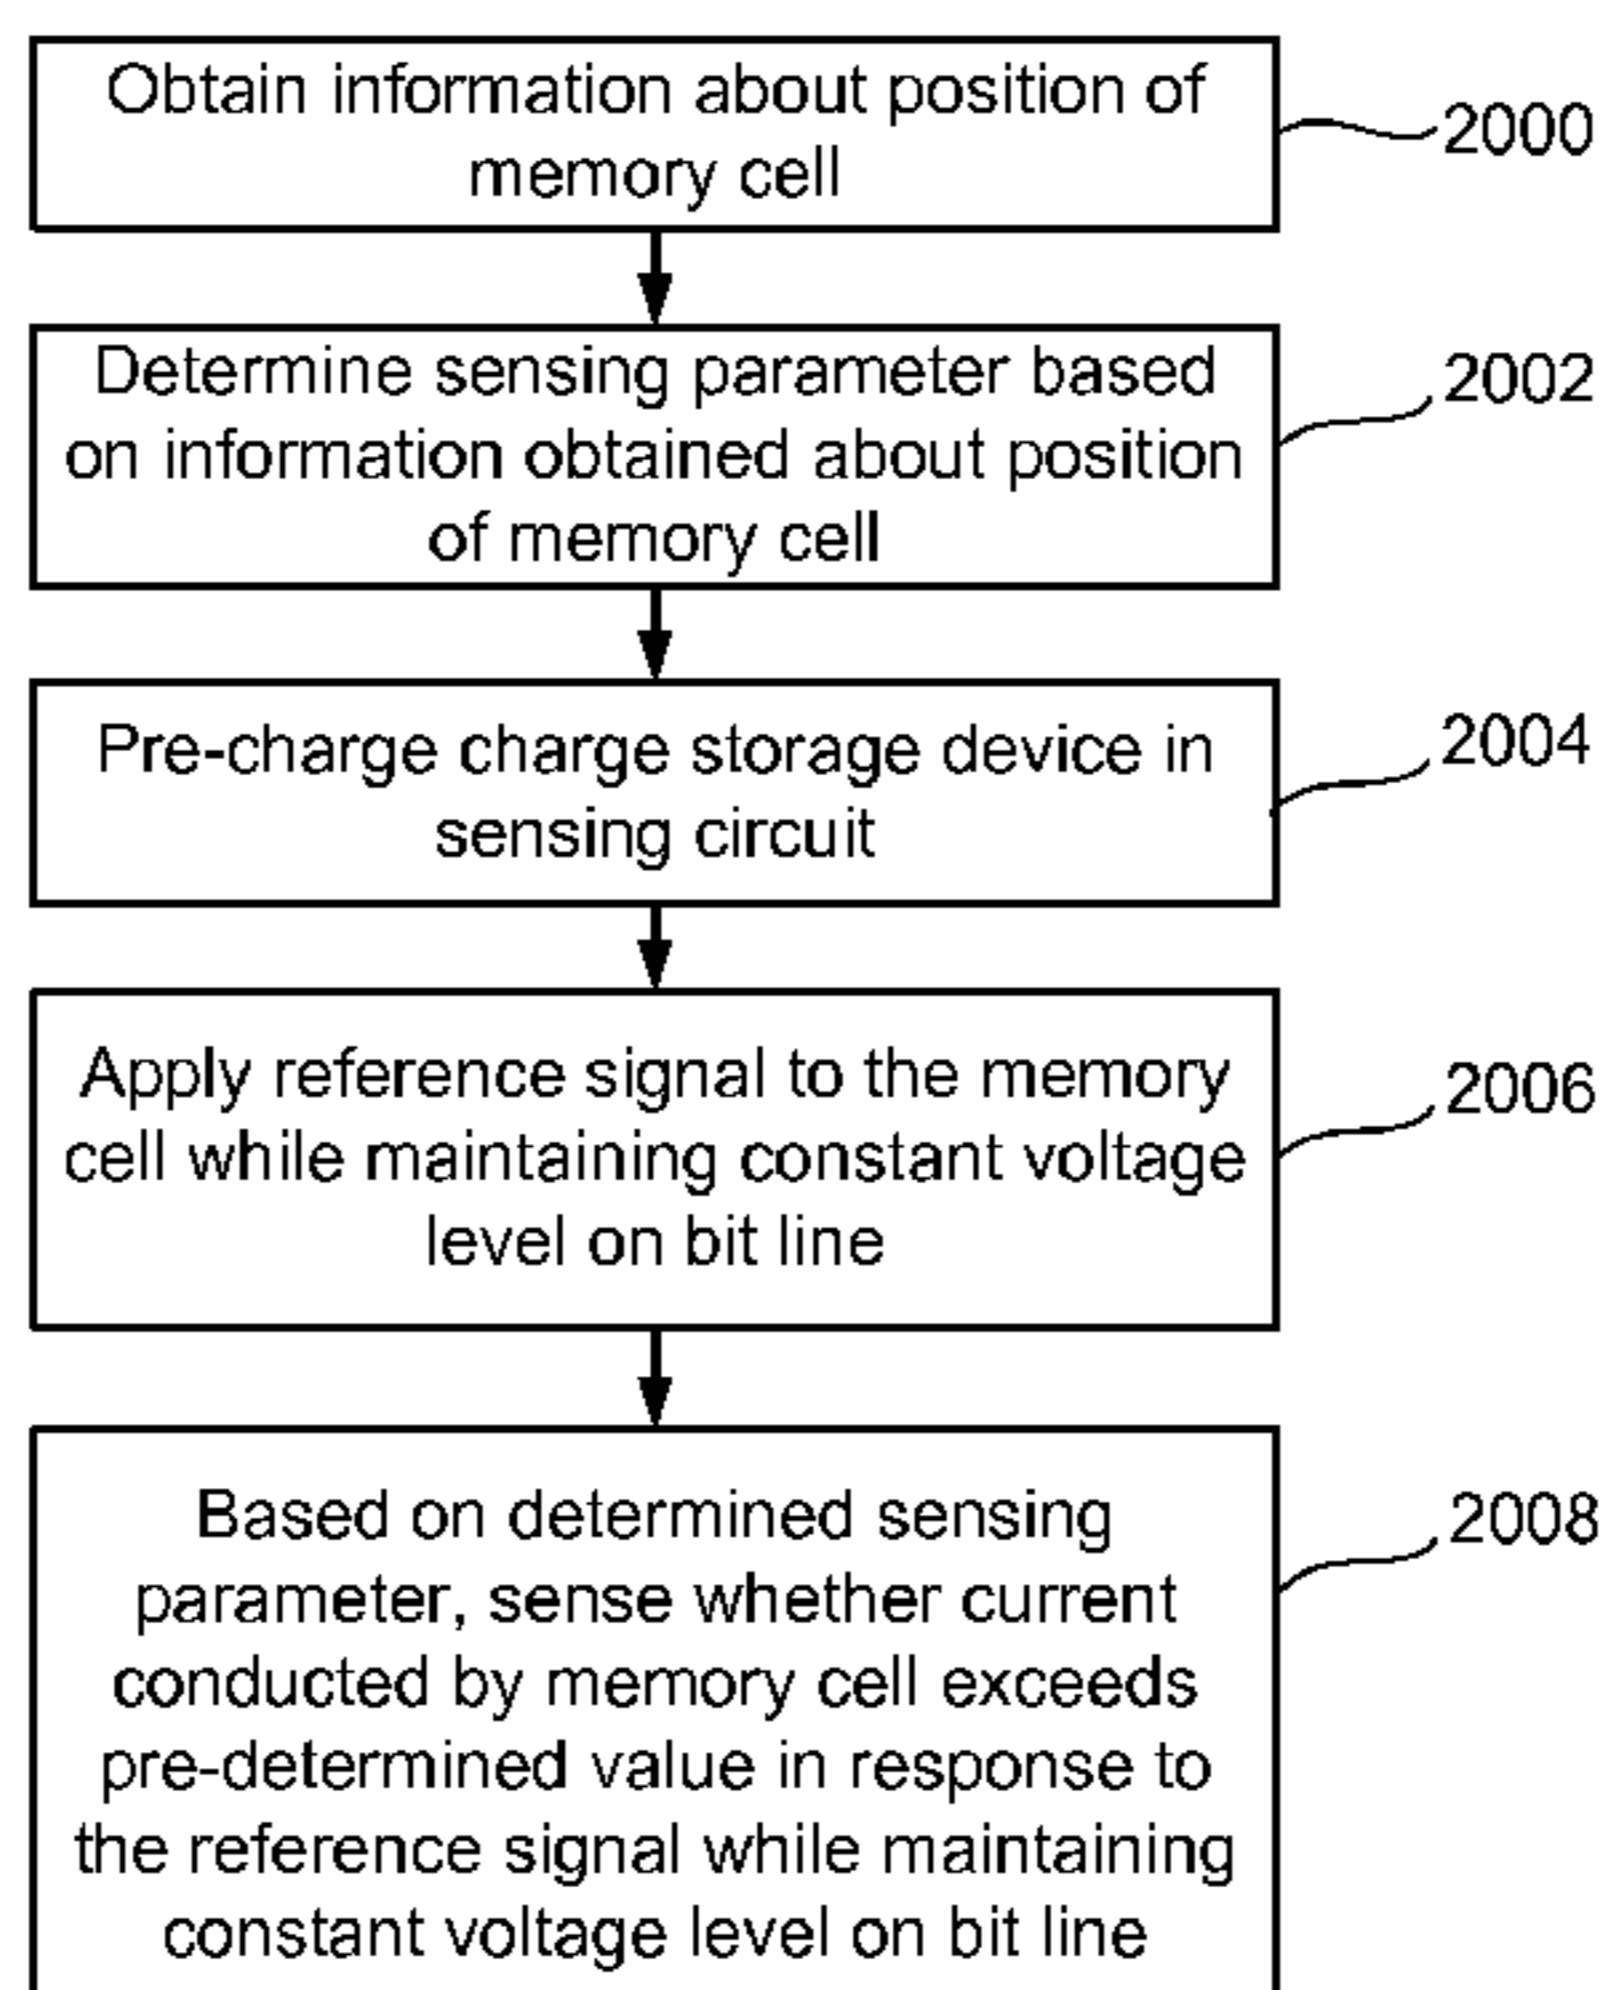 Obtain information about position of
memory cell
2000
Determine sensing parameter based
on information obtained about position
of memory cell
2002
Pre-charge charge storage device in
sensing circuit
2004
Apply reference signal to the memory
cell while maintaining constant voltage
level on bit line
2006
Based on determined sensing
parameter, sense whether current
conducted by memory cell exceeds
pre-determined value in response to
the reference signal while maintaining
constant voltage level on bit line
2008